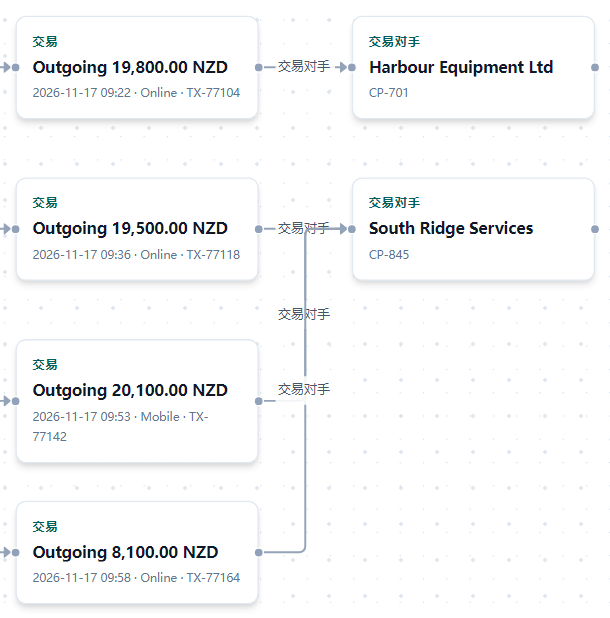 交易
Outgoing 19,800.00 NZD
2026-11-17 09:22 · Online · TX-77104
交易对手
交易对手
Harbour Equipment Ltd
CP-701
交易
Outgoing 19,500.00 NZD
2026-11-17 09:36 · Online · TX-77118
交易对手
交易对手
South Ridge Services
CP-845
交易对手
交易
Outgoing 20,100.00 NZD
2026-11-17 09:53 · Mobile · TX-
77142
交易对手
交易
Outgoing 8,100.00 NZD
2026-11-17 09:58 · Online · TX-77164